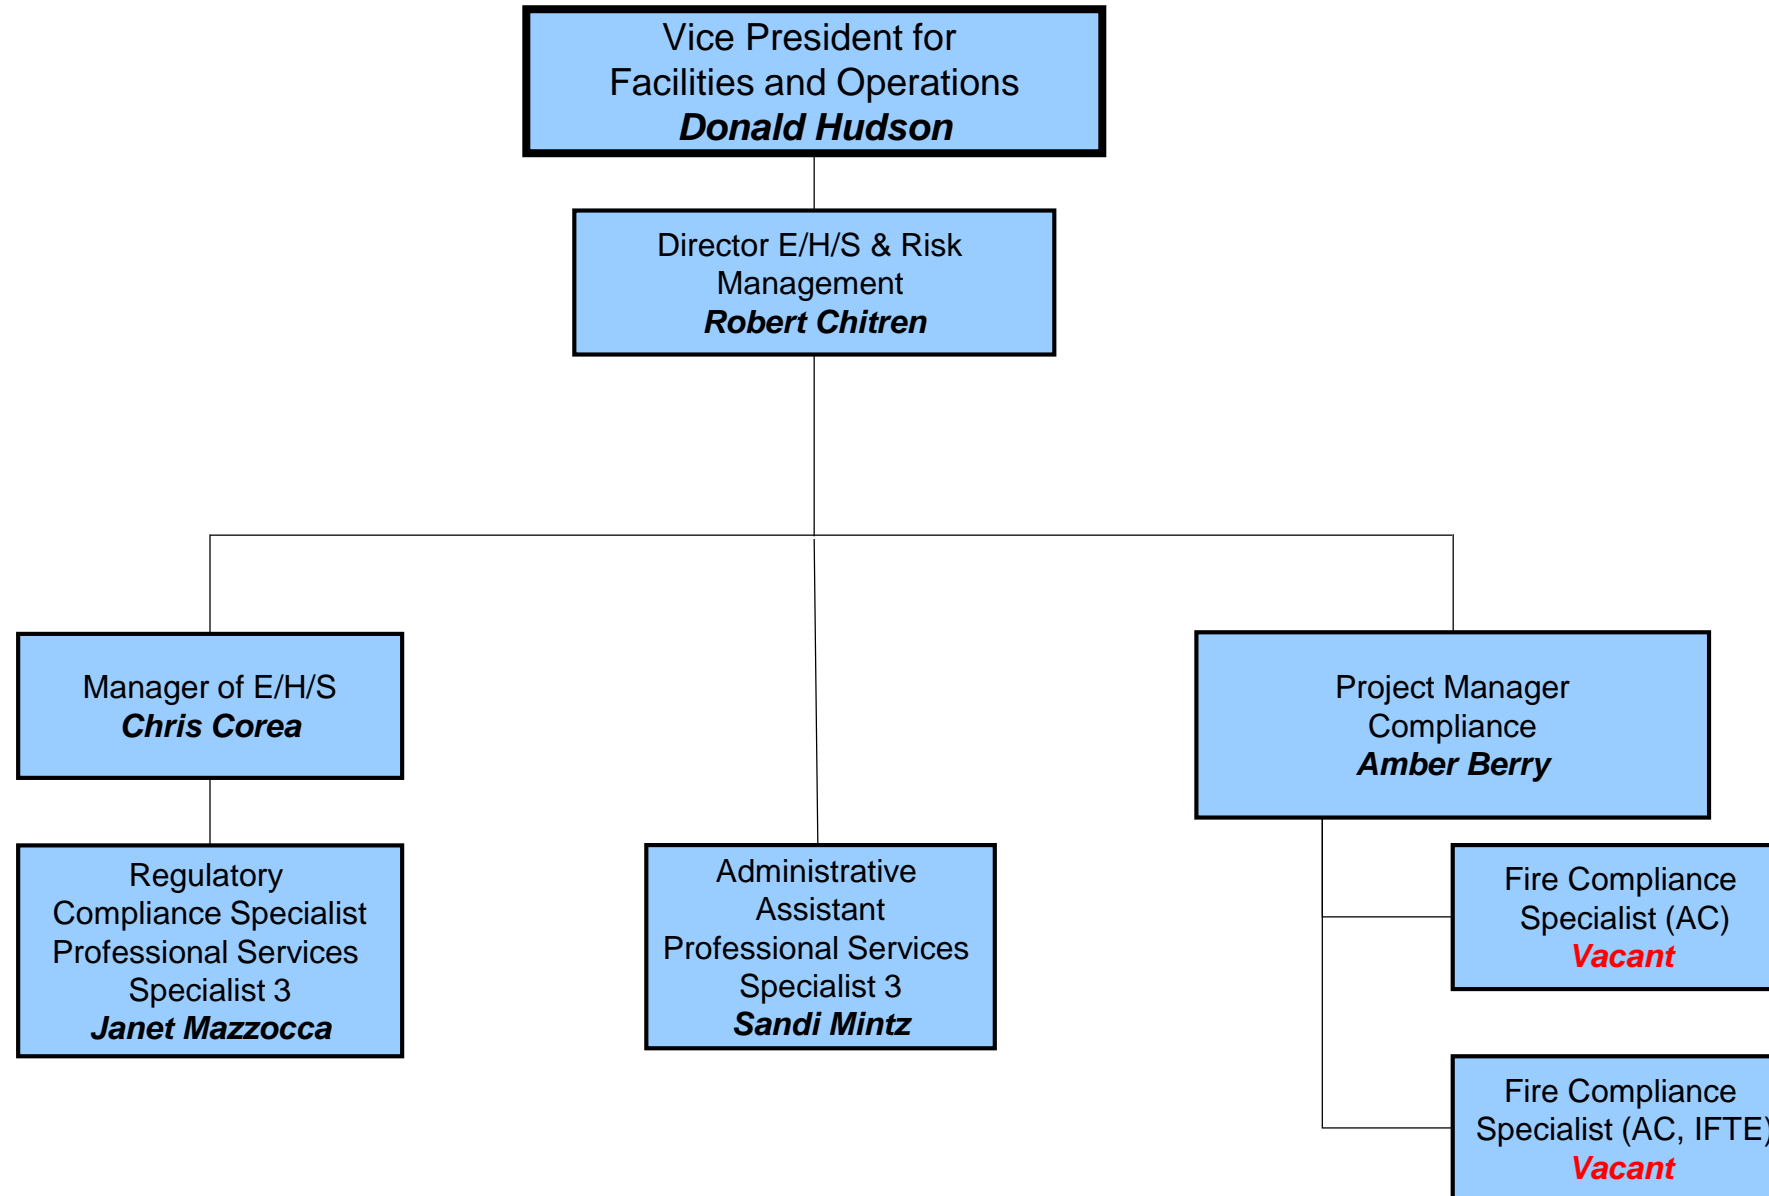 Vice President for
Facilities and Operations
Donald Hudson
Director E/H/S & Risk
Management
Robert Chitren
Manager of E/H/S
Chris Corea
Project Manager
Compliance
Amber Berry
Regulatory
Compliance Specialist
Professional Services
Specialist 3
Janet Mazzocca
Administrative
Assistant
Professional Services
Specialist 3
Sandi Mintz
Fire Compliance
Specialist (AC)
Vacant
Fire Compliance
Specialist (AC, IFTE)
Vacant